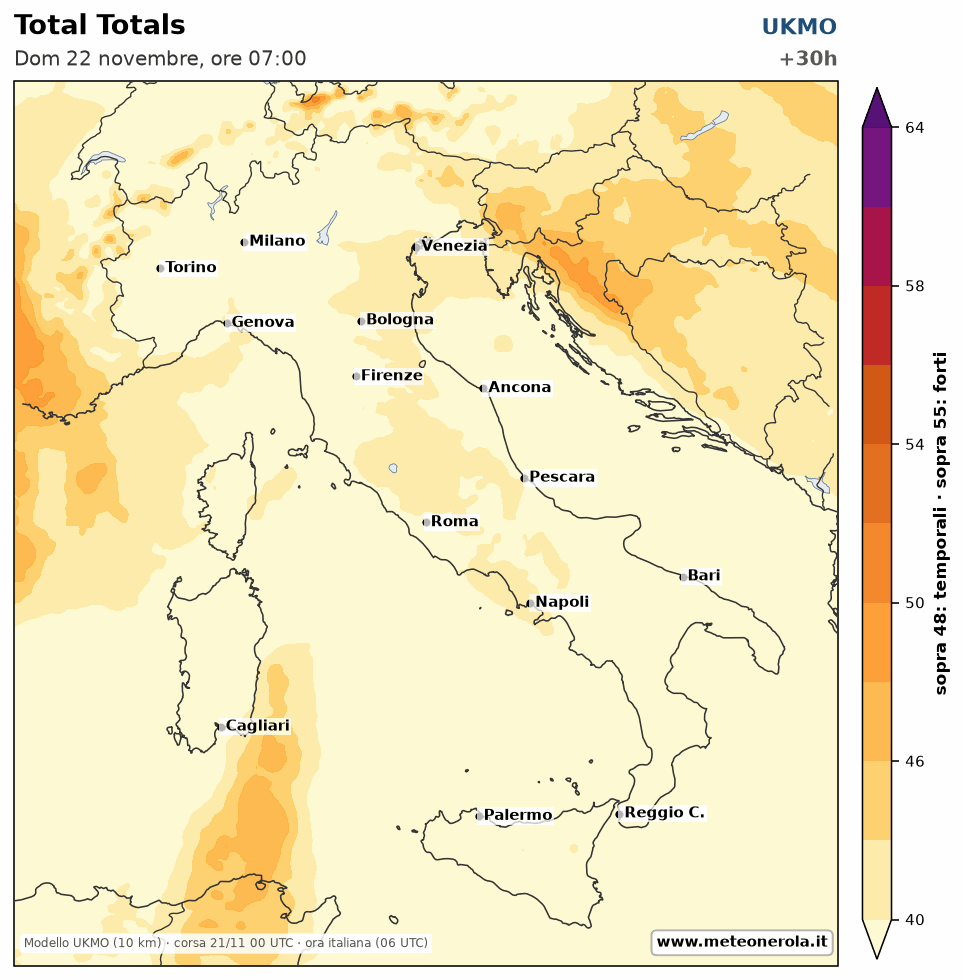 Total Totals
UKMO
Dom 22 novembre, ore 07:00
+30h
Milano
Venezia
Torino
Genova
Bologna
Firenze
Ancona
Pescara
Roma
Bari
Napoli
Cagliari
Palermo
Reggio C.
64
58
54
50
46
40
sopra 48: temporali · sopra 55: forti
Modello UKMO (10 km) · corsa 21/11 00 UTC · ora italiana (06 UTC)
www.meteonerola.it